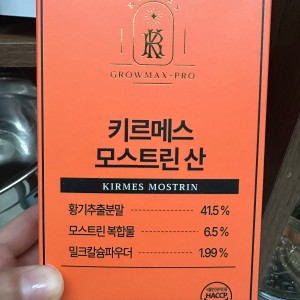 KR
GROWMAX-PRO
키르메스
모스트린 산
KIRMES MOSTRIN
황기추출분말 41.5 %
모스트린 복합물 6.5 %
밀크칼슘파우더 1.99 %
HACCP